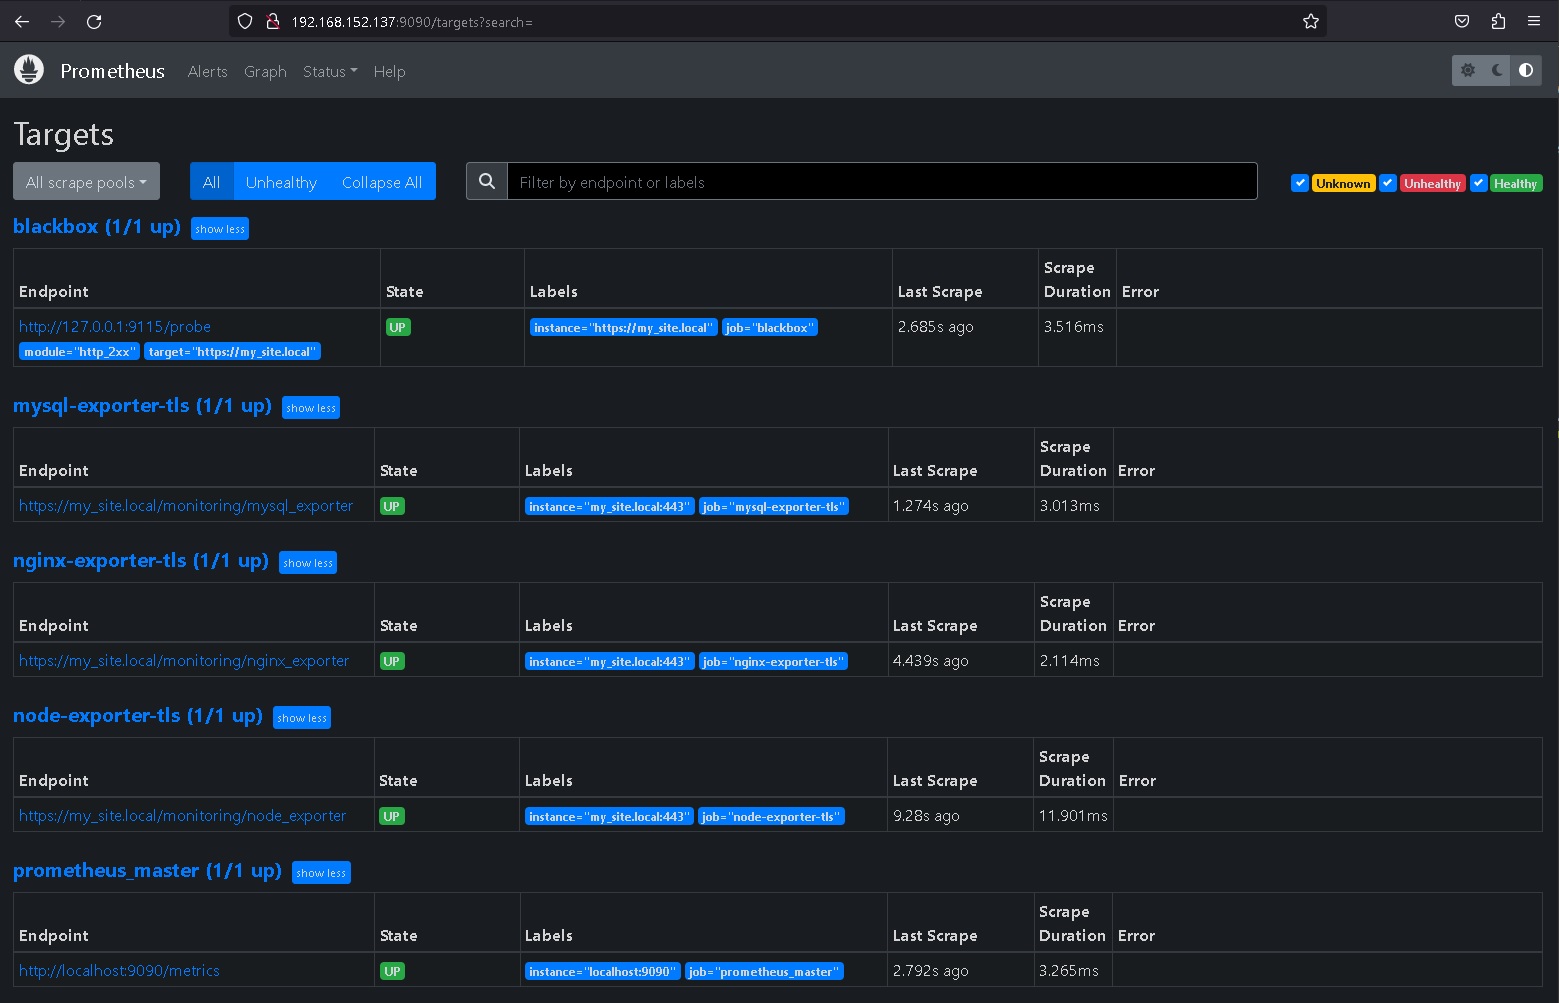 192.168.152.137:9090/targets?search=
Prometheus Alerts Graph Status Help
Targets
All scrape pools All Unhealthy Collapse All Filter by endpoint or labels Unknown Unhealthy Healthy
blackbox (1/1 up) show less
Endpoint State Labels Last Scrape Scrape Duration Error
http://127.0.0.1:9115/probe UP instance="https://my_site.local" job="blackbox" 2.685s ago 3.516ms
module="http_2xx" target="https://my_site.local"
mysql-exporter-tls (1/1 up) show less
Endpoint State Labels Last Scrape Scrape Duration Error
https://my_site.local/monitoring/mysql_exporter UP instance="my_site.local:443" job="mysql-exporter-tls" 1.274s ago 3.013ms
nginx-exporter-tls (1/1 up) show less
Endpoint State Labels Last Scrape Scrape Duration Error
https://my_site.local/monitoring/nginx_exporter UP instance="my_site.local:443" job="nginx-exporter-tls" 4.439s ago 2.114ms
node-exporter-tls (1/1 up) show less
Endpoint State Labels Last Scrape Scrape Duration Error
https://my_site.local/monitoring/node_exporter UP instance="my_site.local:443" job="node-exporter-tls" 9.28s ago 11.901ms
prometheus_master (1/1 up) show less
Endpoint State Labels Last Scrape Scrape Duration Error
http://localhost:9090/metrics UP instance="localhost:9090" job="prometheus_master" 2.792s ago 3.265ms